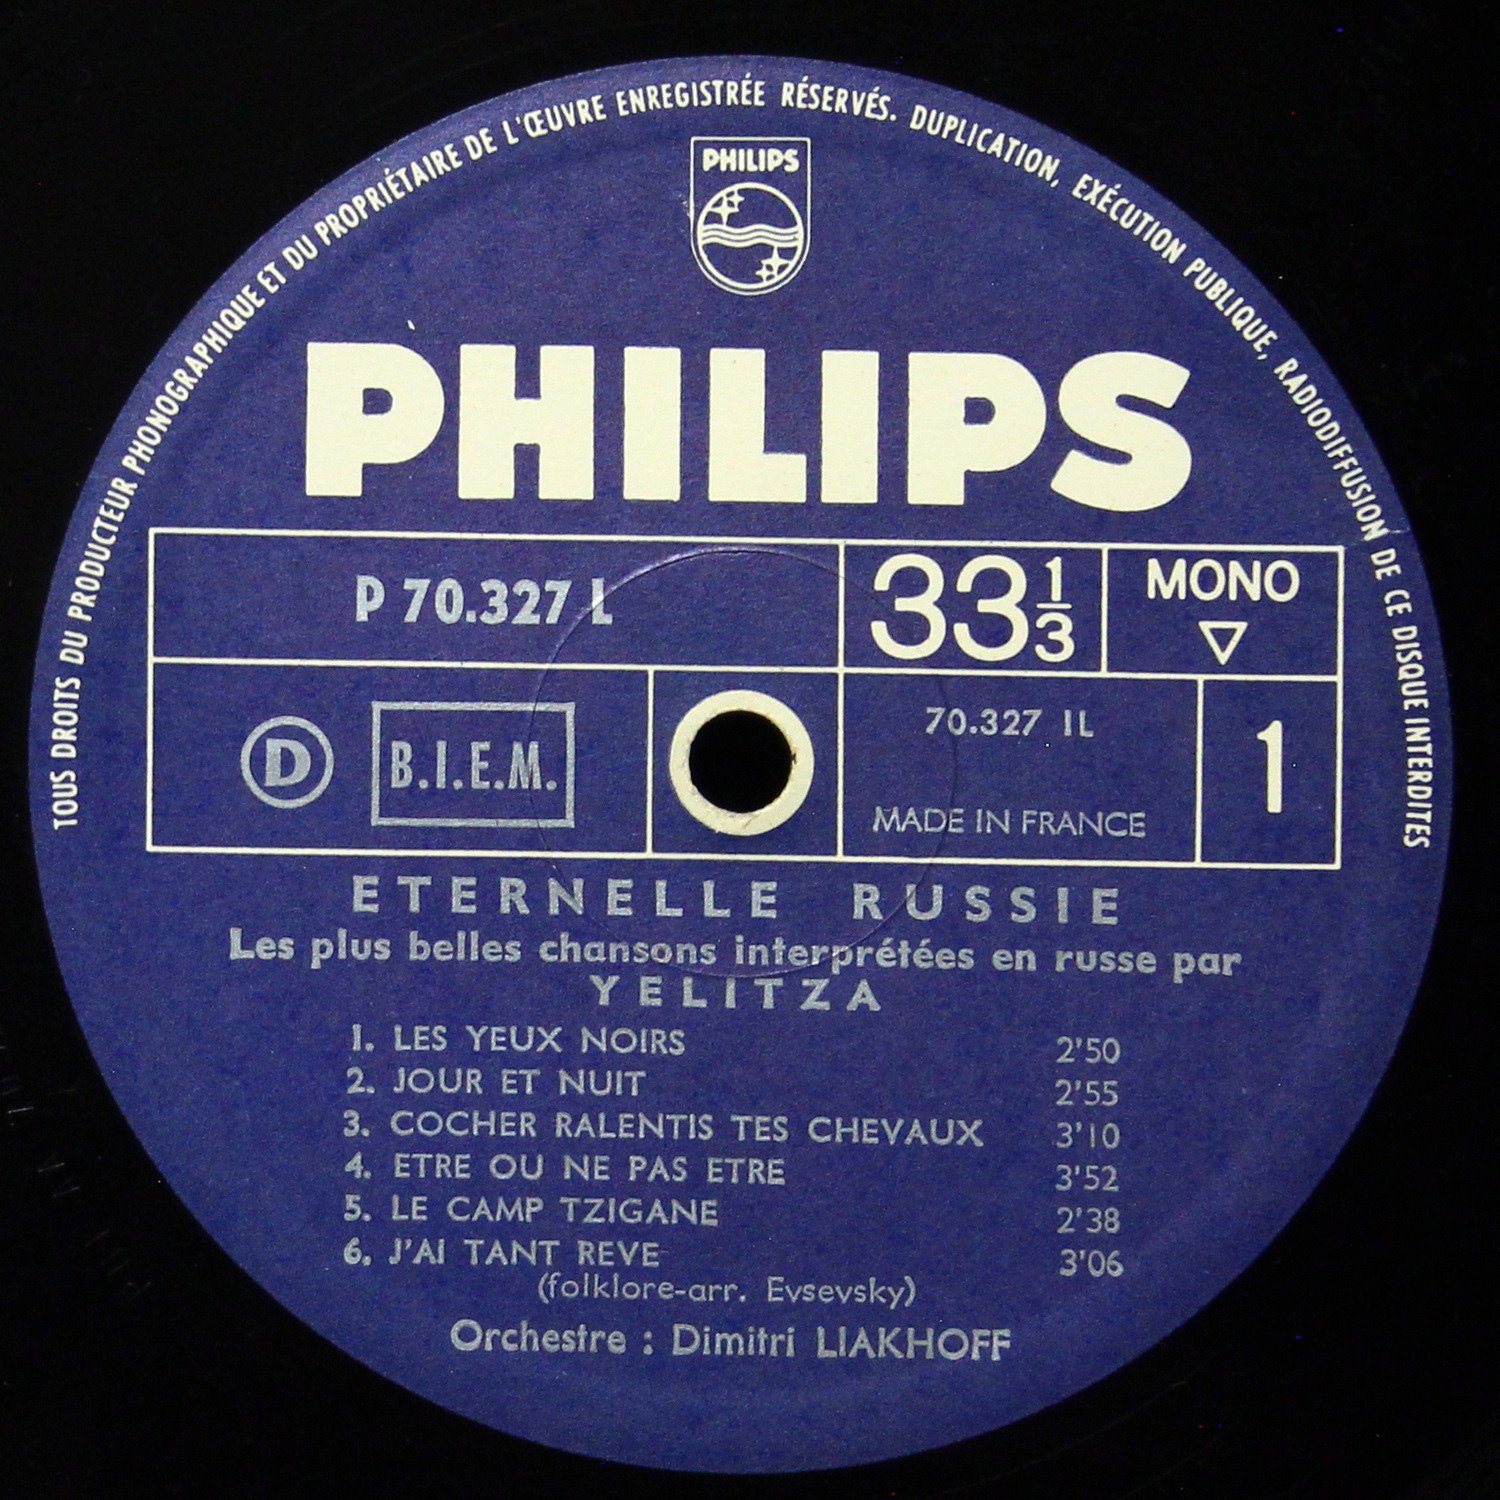 TOUS DROITS DU PRODUCTEUR PHONOGRAPHIQUE ET DU PROPRIÉTAIRE DE L'ŒUVRE ENREGISTRÉE RÉSERVÉS. DUPLICATION, EXÉCUTION PUBLIQUE, RADIODIFFUSION DE CE DISQUE INTERDITES
PHILIPS
PHILIPS
P 70.327 L
33 1/3
MONO
▽
D
B.I.E.M.
70.327 1L
MADE IN FRANCE
1
ETERNELLE RUSSIE
Les plus belles chansons interprétées en russe par
YELITZA
1. LES YEUX NOIRS 2'50
2. JOUR ET NUIT 2'55
3. COCHER RALENTIS TES CHEVAUX 3'10
4. ETRE OU NE PAS ETRE 3'52
5. LE CAMP TZIGANE 2'38
6. J'AI TANT REVE 3'06
(folklore-arr. Evsevsky)
Orchestre : Dimitri LIAKHOFF